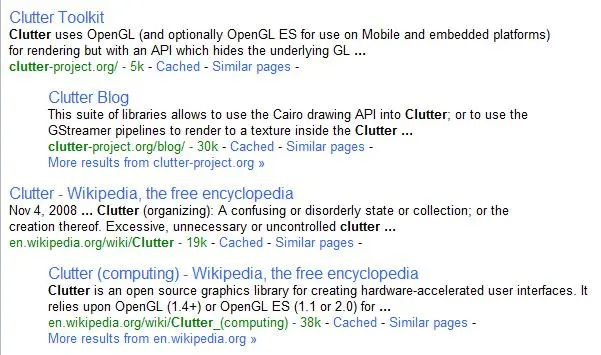 Clutter Toolkit
Clutter uses OpenGL (and optionally OpenGL ES for use on Mobile and embedded platforms)
for rendering but with an API which hides the underlying GL ...
clutter-project.org/ - 5k - Cached - Similar pages -
Clutter Blog
This suite of libraries allows to use the Cairo drawing API into Clutter; or to use the
GStreamer pipelines to render to a texture inside the Clutter ...
clutter-project.org/blog/ - 30k - Cached - Similar pages -
More results from clutter-project.org »
Clutter - Wikipedia, the free encyclopedia
Nov 4, 2008 ... Clutter (organizing): A confusing or disorderly state or collection; or the
creation thereof. Excessive, unnecessary or uncontrolled clutter ...
en.wikipedia.org/wiki/Clutter - 19k - Cached - Similar pages -
Clutter (computing) - Wikipedia, the free encyclopedia
Clutter is an open source graphics library for creating hardware-accelerated user interfaces. It
relies upon OpenGL (1.4+) or OpenGL ES (1.1 or 2.0) for ...
en.wikipedia.org/wiki/Clutter_(computing) - 38k - Cached - Similar pages -
More results from en.wikipedia.org »